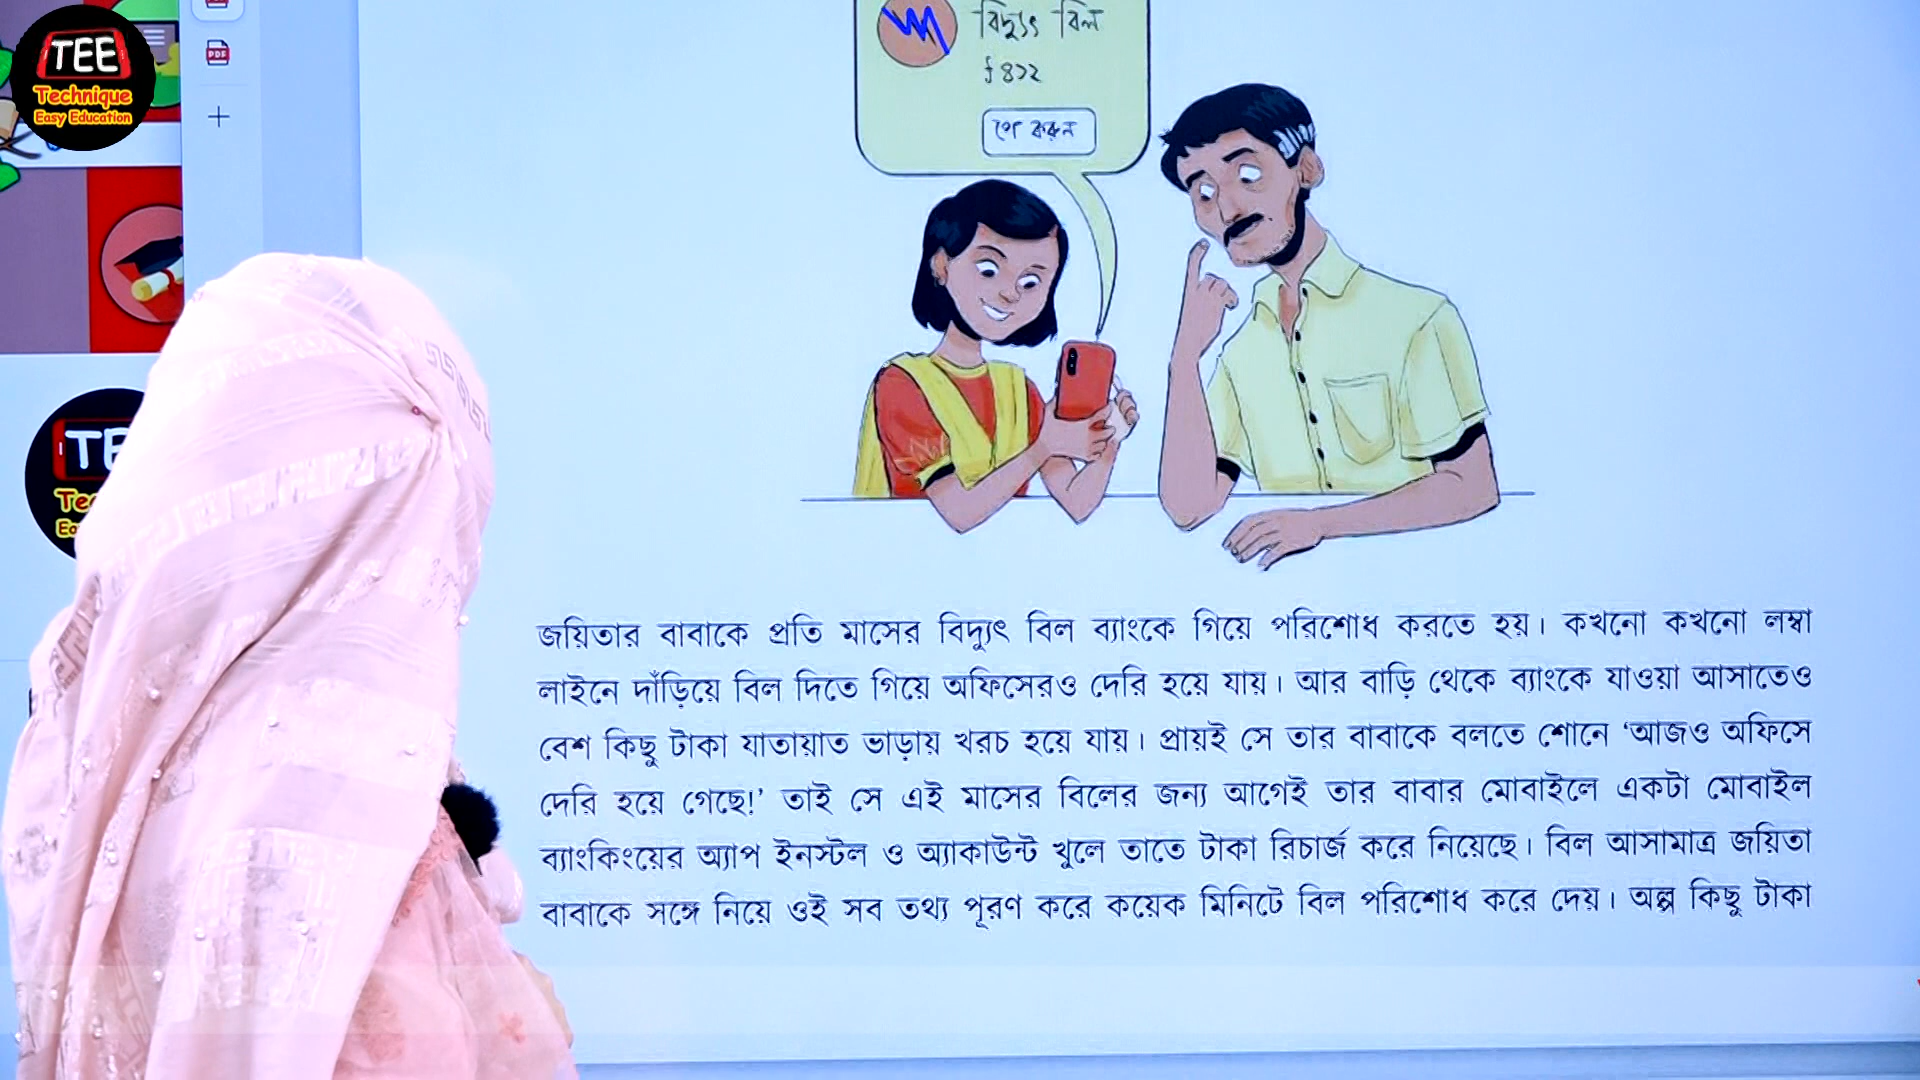 TEE
Technique
Easy Education
PDF
বিদ্যুৎ বিল
৳ ৪১২
পে করুন
TE
জয়িতার বাবাকে প্রতি মাসের বিদ্যুৎ বিল ব্যাংকে গিয়ে পরিশোধ করতে হয়। কখনো কখনো লম্বা
লাইনে দাঁড়িয়ে বিল দিতে গিয়ে অফিসেরও দেরি হয়ে যায়। আর বাড়ি থেকে ব্যাংকে যাওয়া আসাতেও
বেশ কিছু টাকা যাতায়াত ভাড়ায় খরচ হয়ে যায়। প্রায়ই সে তার বাবাকে বলতে শোনে ‘আজও অফিসে
দেরি হয়ে গেছে!’ তাই সে এই মাসের বিলের জন্য আগেই তার বাবার মোবাইলে একটা মোবাইল
ব্যাংকিংয়ের অ্যাপ ইনস্টল ও অ্যাকাউন্ট খুলে তাতে টাকা রিচার্জ করে নিয়েছে। বিল আসামাত্র জয়িতা
বাবাকে সঙ্গে নিয়ে ওই সব তথ্য পূরণ করে কয়েক মিনিটে বিল পরিশোধ করে দেয়। অল্প কিছু টাকা